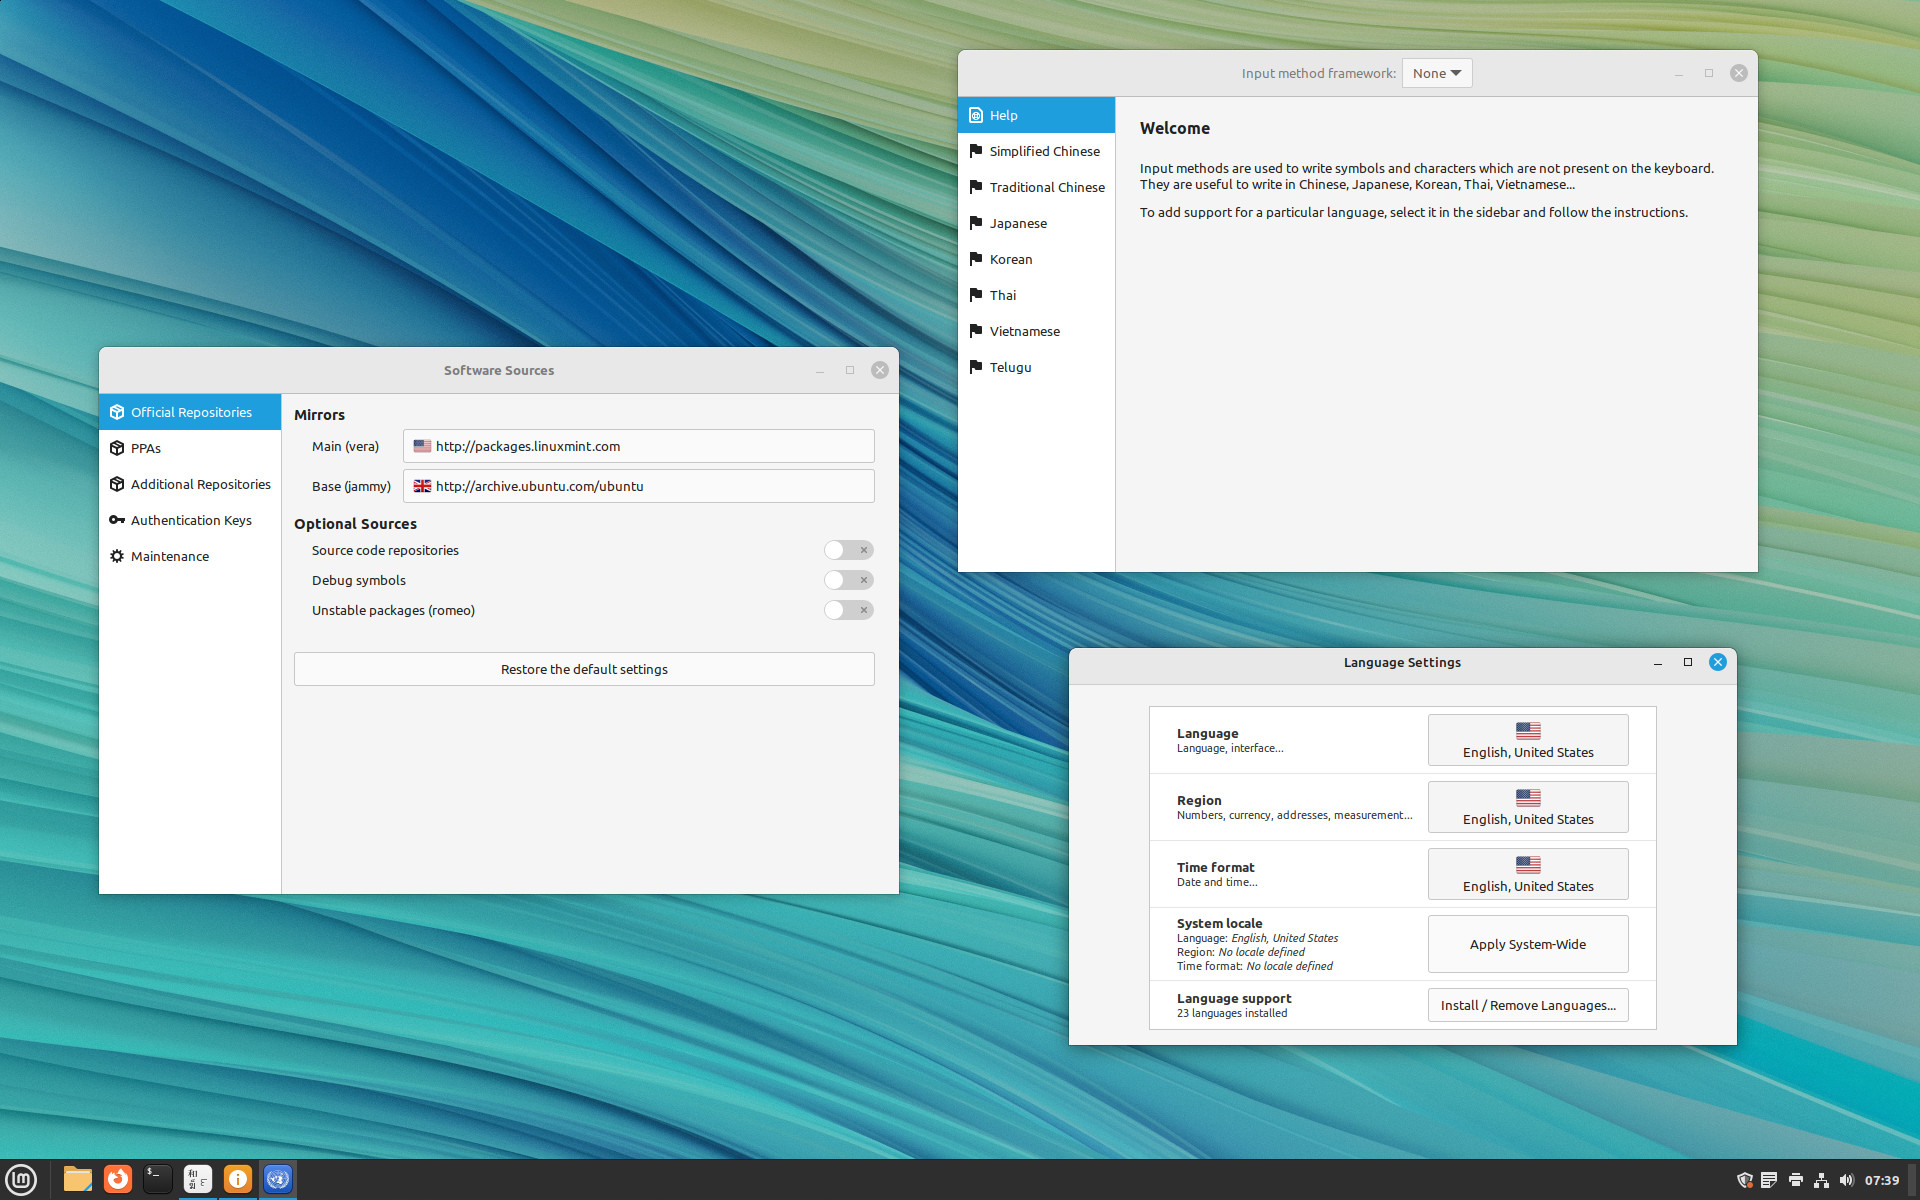 Input method framework: None
Help
Simplified Chinese
Traditional Chinese
Japanese
Korean
Thai
Vietnamese
Telugu
Welcome
Input methods are used to write symbols and characters which are not present on the keyboard.
They are useful to write in Chinese, Japanese, Korean, Thai, Vietnamese...
To add support for a particular language, select it in the sidebar and follow the instructions.
Software Sources
Official Repositories
PPAs
Additional Repositories
Authentication Keys
Maintenance
Mirrors
Main (vera) http://packages.linuxmint.com
Base (jammy) http://archive.ubuntu.com/ubuntu
Optional Sources
Source code repositories
Debug symbols
Unstable packages (romeo)
Restore the default settings
Language Settings
Language
Language, interface...
English, United States
Region
Numbers, currency, addresses, measurement...
English, United States
Time format
Date and time...
English, United States
System locale
Language: English, United States
Region: No locale defined
Time format: No locale defined
Apply System-Wide
Language support
23 languages installed
Install / Remove Languages...
07:39